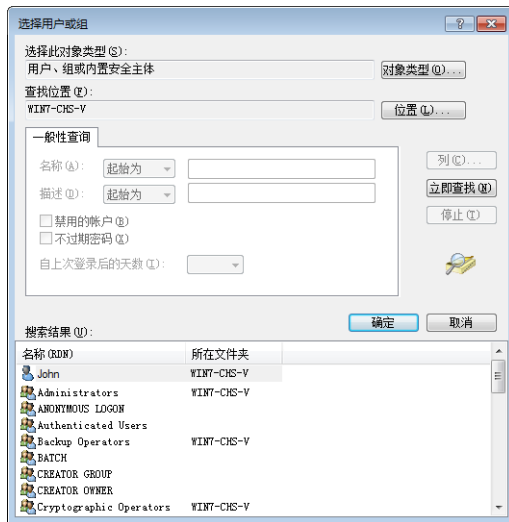 选择用户或组
选择此对象类型(S):
用户、组或内置安全主体
对象类型(O)...
查找位置(F):
WIN7-CHS-V
位置(L)...
一般性查询
名称(A): 起始为
列(C)...
描述(D): 起始为
立即查找(N)
禁用的帐户(B)
停止(T)
不过期密码(X)
自上次登录后的天数(I):
确定 取消
搜索结果(U):
名称(RDN) 所在文件夹
John WIN7-CHS-V
Administrators WIN7-CHS-V
ANONYMOUS LOGON
Authenticated Users
Backup Operators WIN7-CHS-V
BATCH
CREATOR GROUP
CREATOR OWNER
Cryptographic Operators WIN7-CHS-V